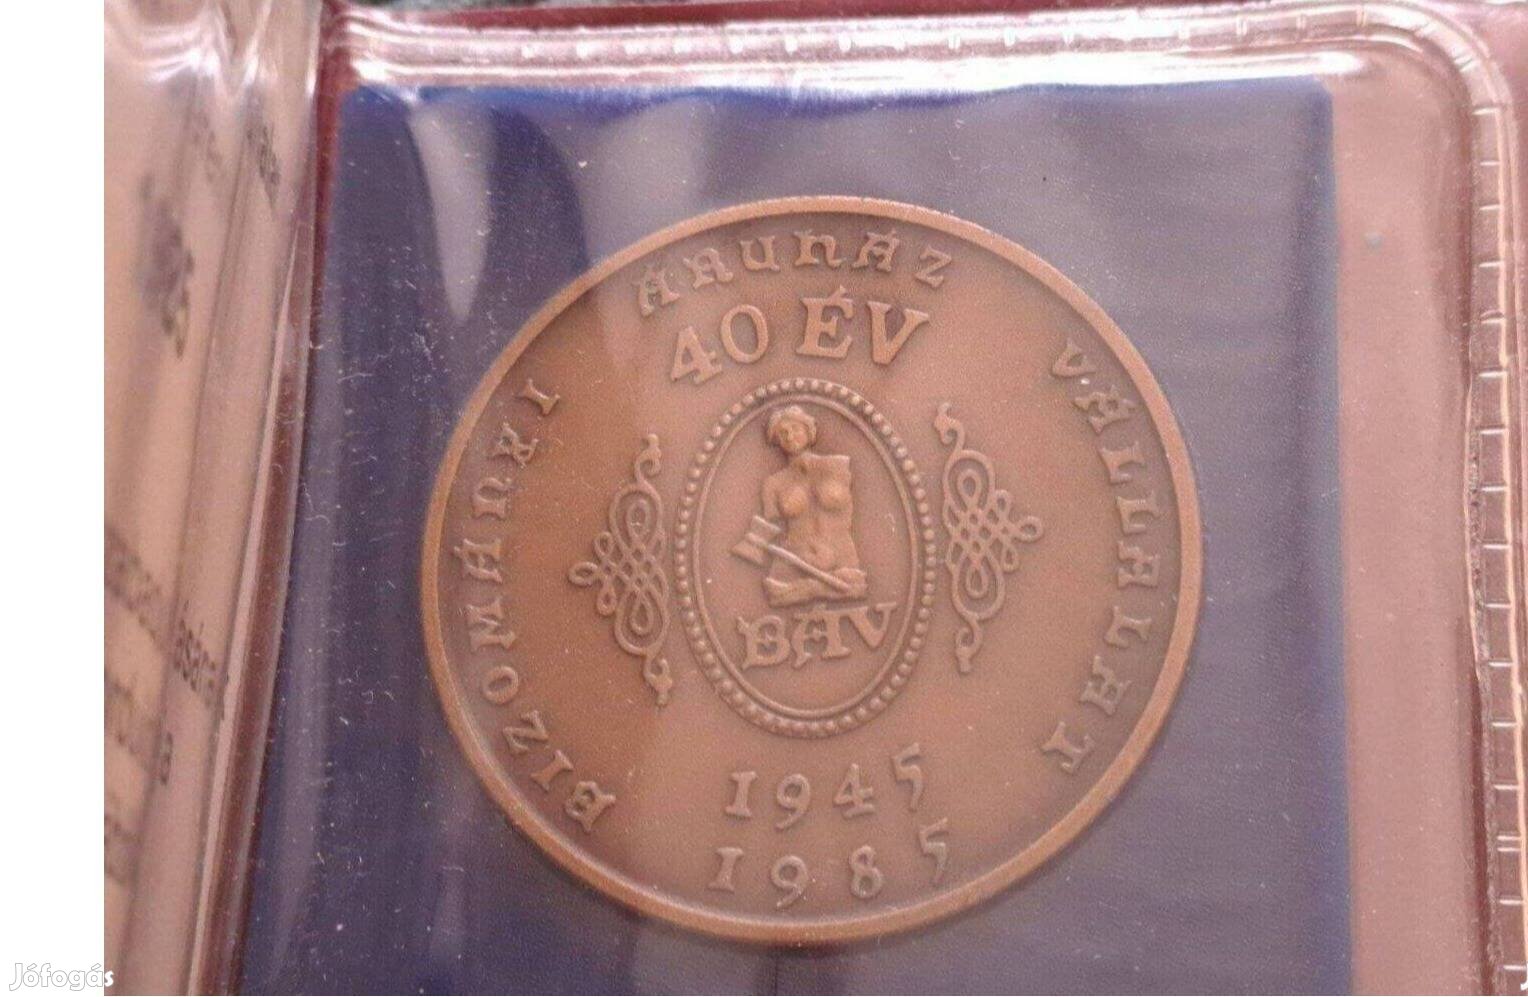 BIZOMÁNYI ÁRUHÁZ VÁLLALAT
40 ÉV
BÁV
1945
1985
Jófogás